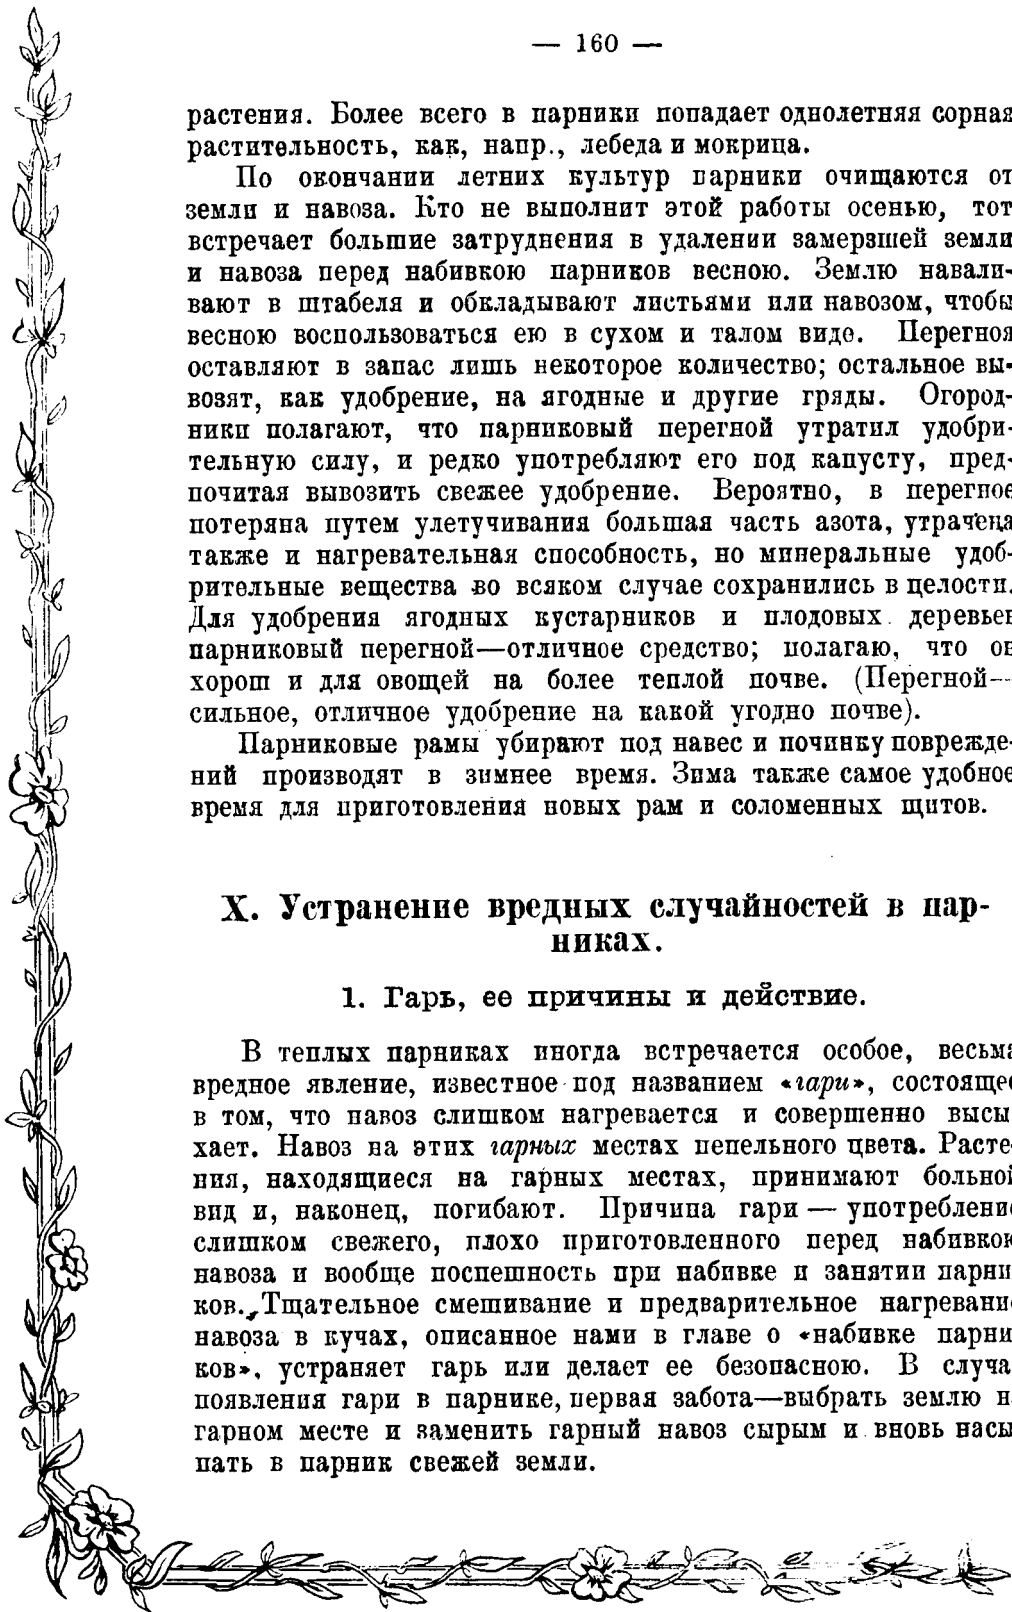 — 160 —
растения. Более всего в парники попадает однолетняя сорная
растительность, как, напр., лебеда и мокрица.
По окончании летних культур парники очищаются от
земли и навоза. Кто не выполнит этой работы осенью, тот
встречает большие затруднения в удалении замерзшей земли
и навоза перед набивкою парников весною. Землю навали-
вают в штабеля и обкладывают листьями или навозом, чтобы
весною воспользоваться ею в сухом и талом виде. Перегноя
оставляют в запас лишь некоторое количество; остальное вы-
возят, как удобрение, на ягодные и другие гряды. Огород-
ники полагают, что парниковый перегной утратил удобри-
тельную силу, и редко употребляют его под капусту, пред-
почитая вывозить свежее удобрение. Вероятно, в перегное
потеряна путем улетучивания большая часть азота, утрачена
также и нагревательная способность, но минеральные удоб-
рительные вещества во всяком случае сохранились в целости.
Для удобрения ягодных кустарников и плодовых деревьев
парниковый перегной—отличное средство; полагаю, что он
хорош и для овощей на более теплой почве. (Перегной—
сильное, отличное удобрение на какой угодно почве).
Парниковые рамы убирают под навес и починку поврежде-
ний производят в зимнее время. Зима также самое удобное
время для приготовления новых рам и соломенных щитов.
X. Устранение вредных случайностей в пар-
никах.
1. Гарь, ее причины и действие.
В теплых парниках иногда встречается особое, весьма
вредное явление, известное под названием «гари», состояще
в том, что навоз слишком нагревается и совершенно высы
хает. Навоз на этих гарных местах пепельного цвета. Расте-
ния, находящиеся на гарных местах, принимают больной
вид и, наконец, погибают. Причина гари — употребление
слишком свежего, плохо приготовленного перед набивкою
навоза и вообще поспешность при набивке и занятии парни
ков. Тщательное смешивание и предварительное нагревани
навоза в кучах, описанное нами в главе о «набивке парни
ков», устраняет гарь или делает ее безопасною. В случа
появления гари в парнике, первая забота—выбрать землю н
гарном месте и заменить гарный навоз сырым и вновь насы
пать в парник свежей земли.